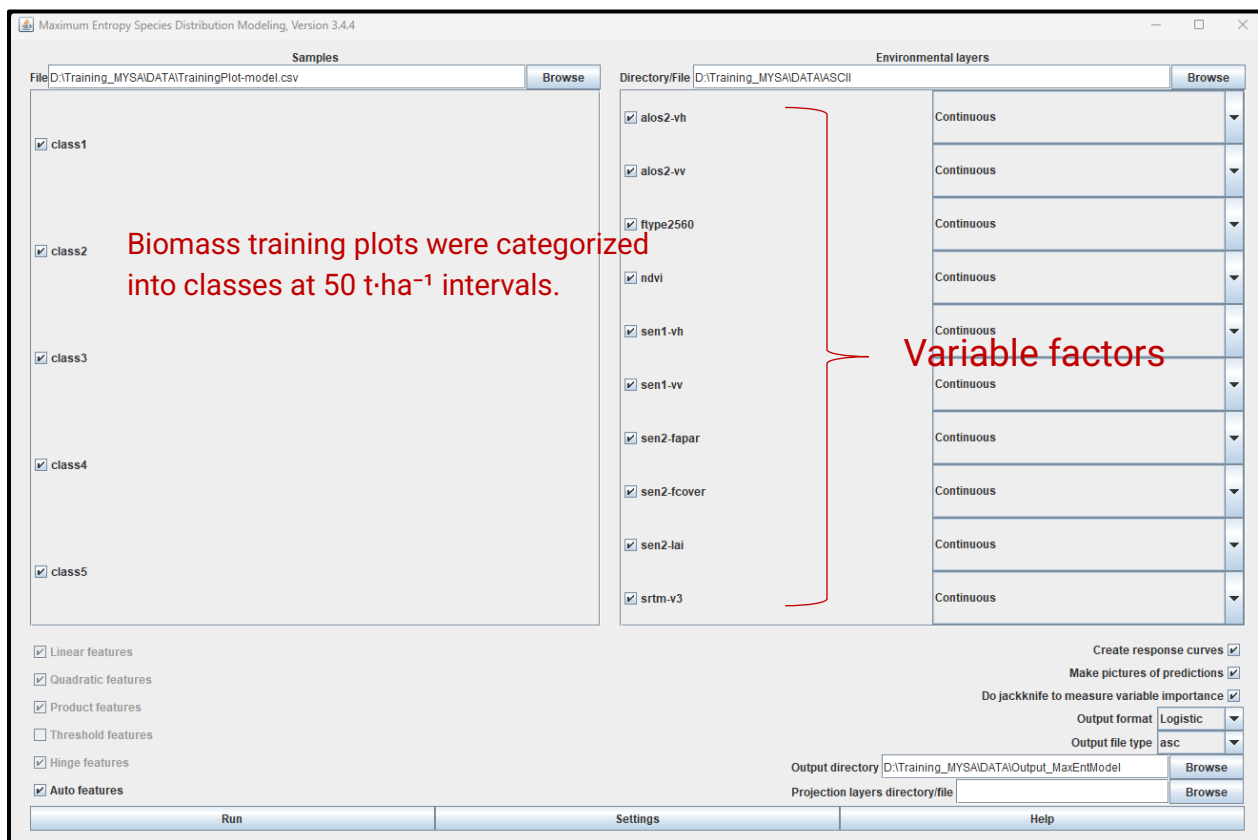 Maximum Entropy Species Distribution Modeling, Version 3.4.4
Samples
File D:\Training_MYSA\DATA\TrainingPlot-model.csv Browse
class1
class2
class3
class4
class5
Biomass training plots were categorized
into classes at 50 t·ha⁻¹ intervals.
Environmental layers
Directory/File D:\Training_MYSA\DATA\ASCII Browse
alos2-vh Continuous
alos2-vv Continuous
ftype2560 Continuous
ndvi Continuous
sen1-vh Continuous
sen1-vv Continuous
sen2-fapar Continuous
sen2-fcover Continuous
sen2-lai Continuous
srtm-v3 Continuous
Variable factors
Linear features
Quadratic features
Product features
Threshold features
Hinge features
Auto features
Create response curves
Make pictures of predictions
Do jackknife to measure variable importance
Output format Logistic
Output file type asc
Output directory D:\Training_MYSA\DATA\Output_MaxEntModel Browse
Projection layers directory/file Browse
Run Settings Help